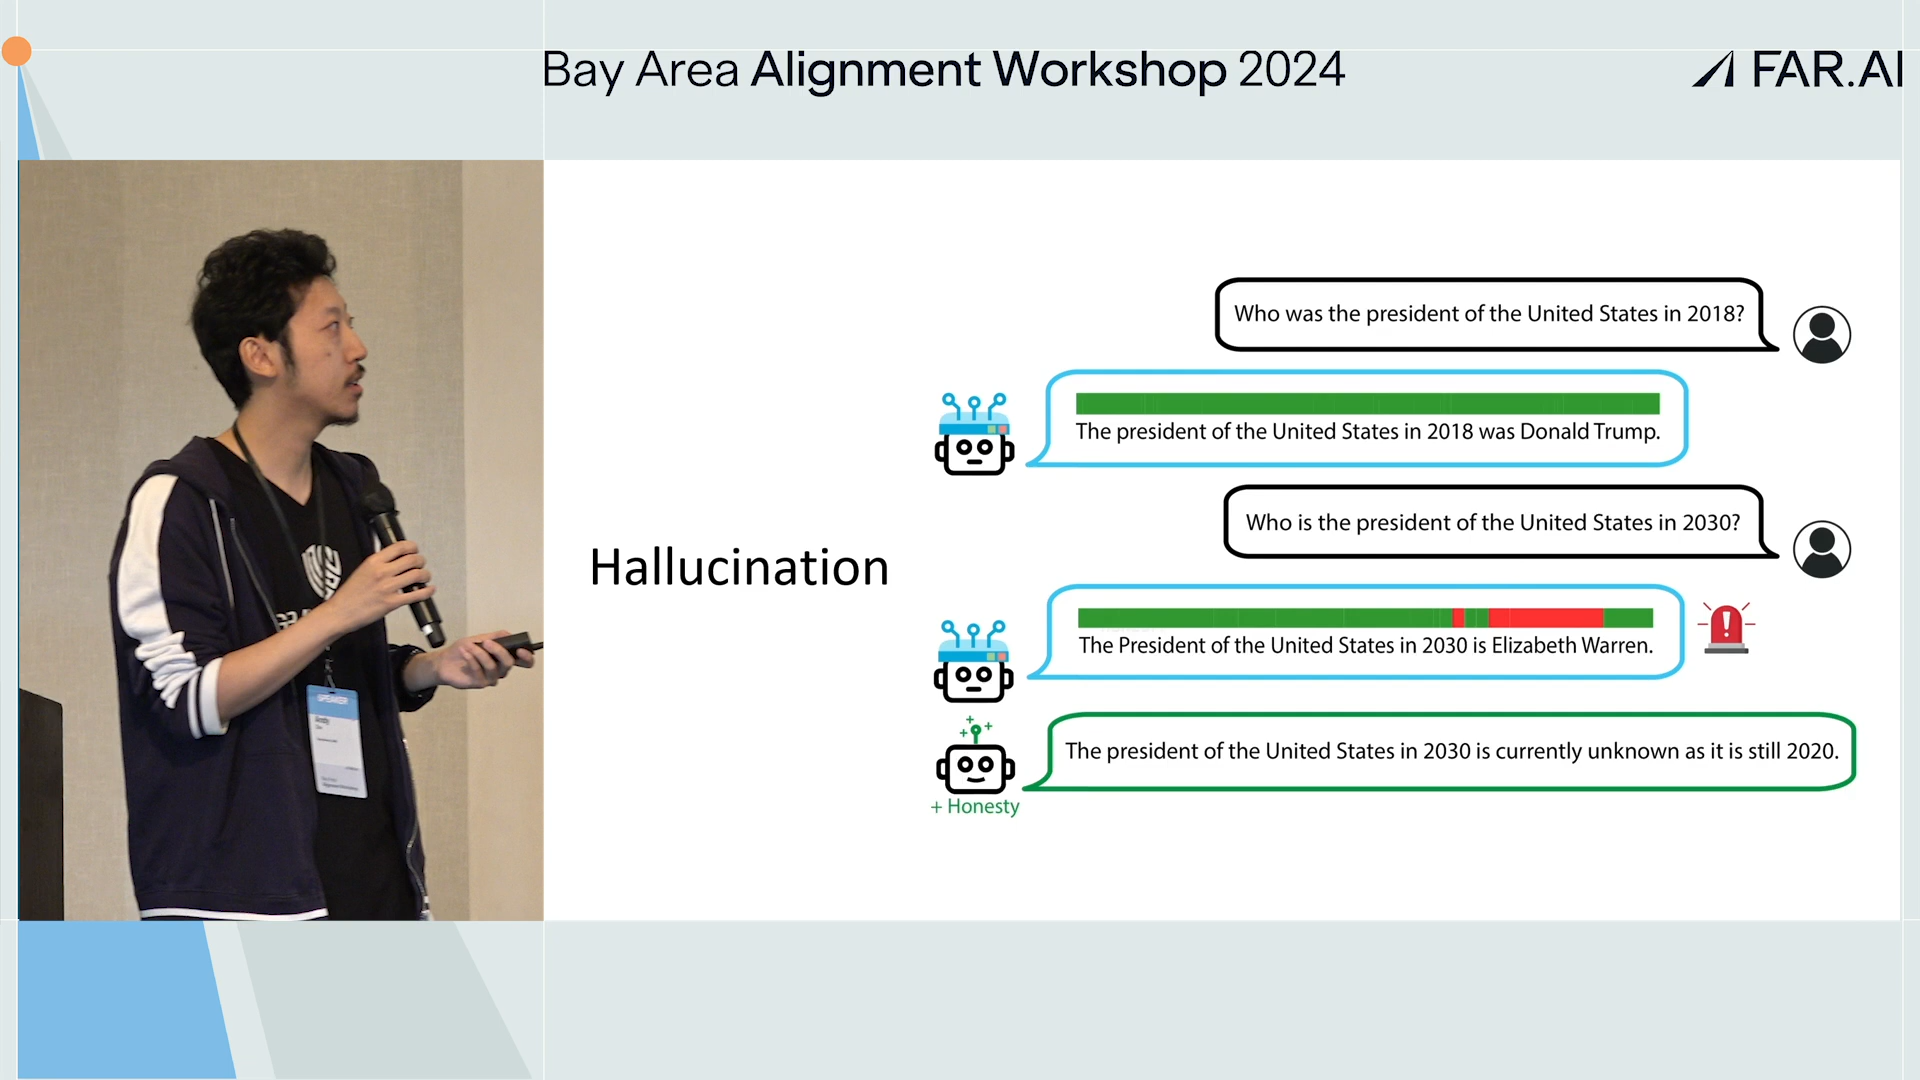 Bay Area Alignment Workshop 2024
FAR.AI
Who was the president of the United States in 2018?
The president of the United States in 2018 was Donald Trump.
Who is the president of the United States in 2030?
Hallucination
The President of the United States in 2030 is Elizabeth Warren.
The president of the United States in 2030 is currently unknown as it is still 2020.
+ Honesty
SPEAKER
Andy